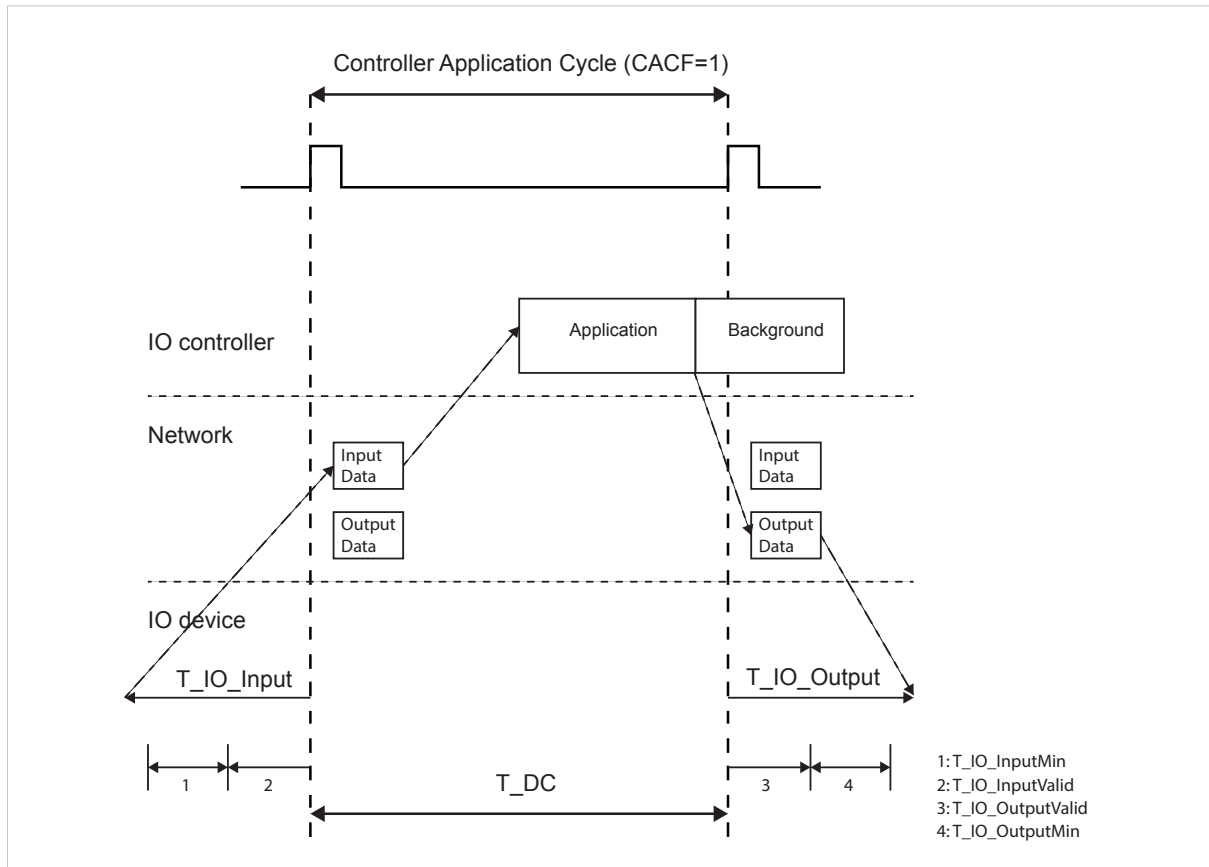 Controller Application Cycle (CACF=1)
IO controller
Application
Background
Network
Input
Data
Input
Data
Output
Data
Output
Data
IO device
T_IO_Input
T_IO_Output
1
2
T_DC
3
4
1: T_IO_InputMin
2: T_IO_InputValid
3: T_IO_OutputValid
4: T_IO_OutputMin